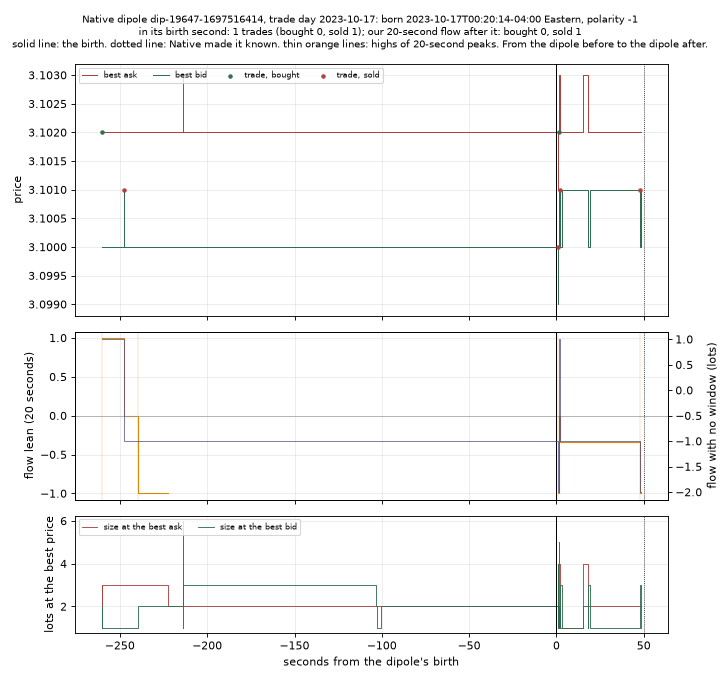 Native dipole dip-19647-1697516414, trade day 2023-10-17: born 2023-10-17T00:20:14-04:00 Eastern, polarity -1
in its birth second: 1 trades (bought 0, sold 1); our 20-second flow after it: bought 0, sold 1
solid line: the birth. dotted line: Native made it known. thin orange lines: highs of 20-second peaks. From the dipole before to the dipole after.
best ask
best bid
trade, bought
trade, sold
3.1030
3.1025
3.1020
3.1015
3.1010
3.1005
3.1000
3.0995
3.0990
price
1.0
0.5
0.0
−0.5
−1.0
flow lean (20 seconds)
1.0
0.5
0.0
−0.5
−1.0
−1.5
−2.0
flow with no window (lots)
size at the best ask
size at the best bid
6
4
2
lots at the best price
−250
−200
−150
−100
−50
0
50
seconds from the dipole's birth